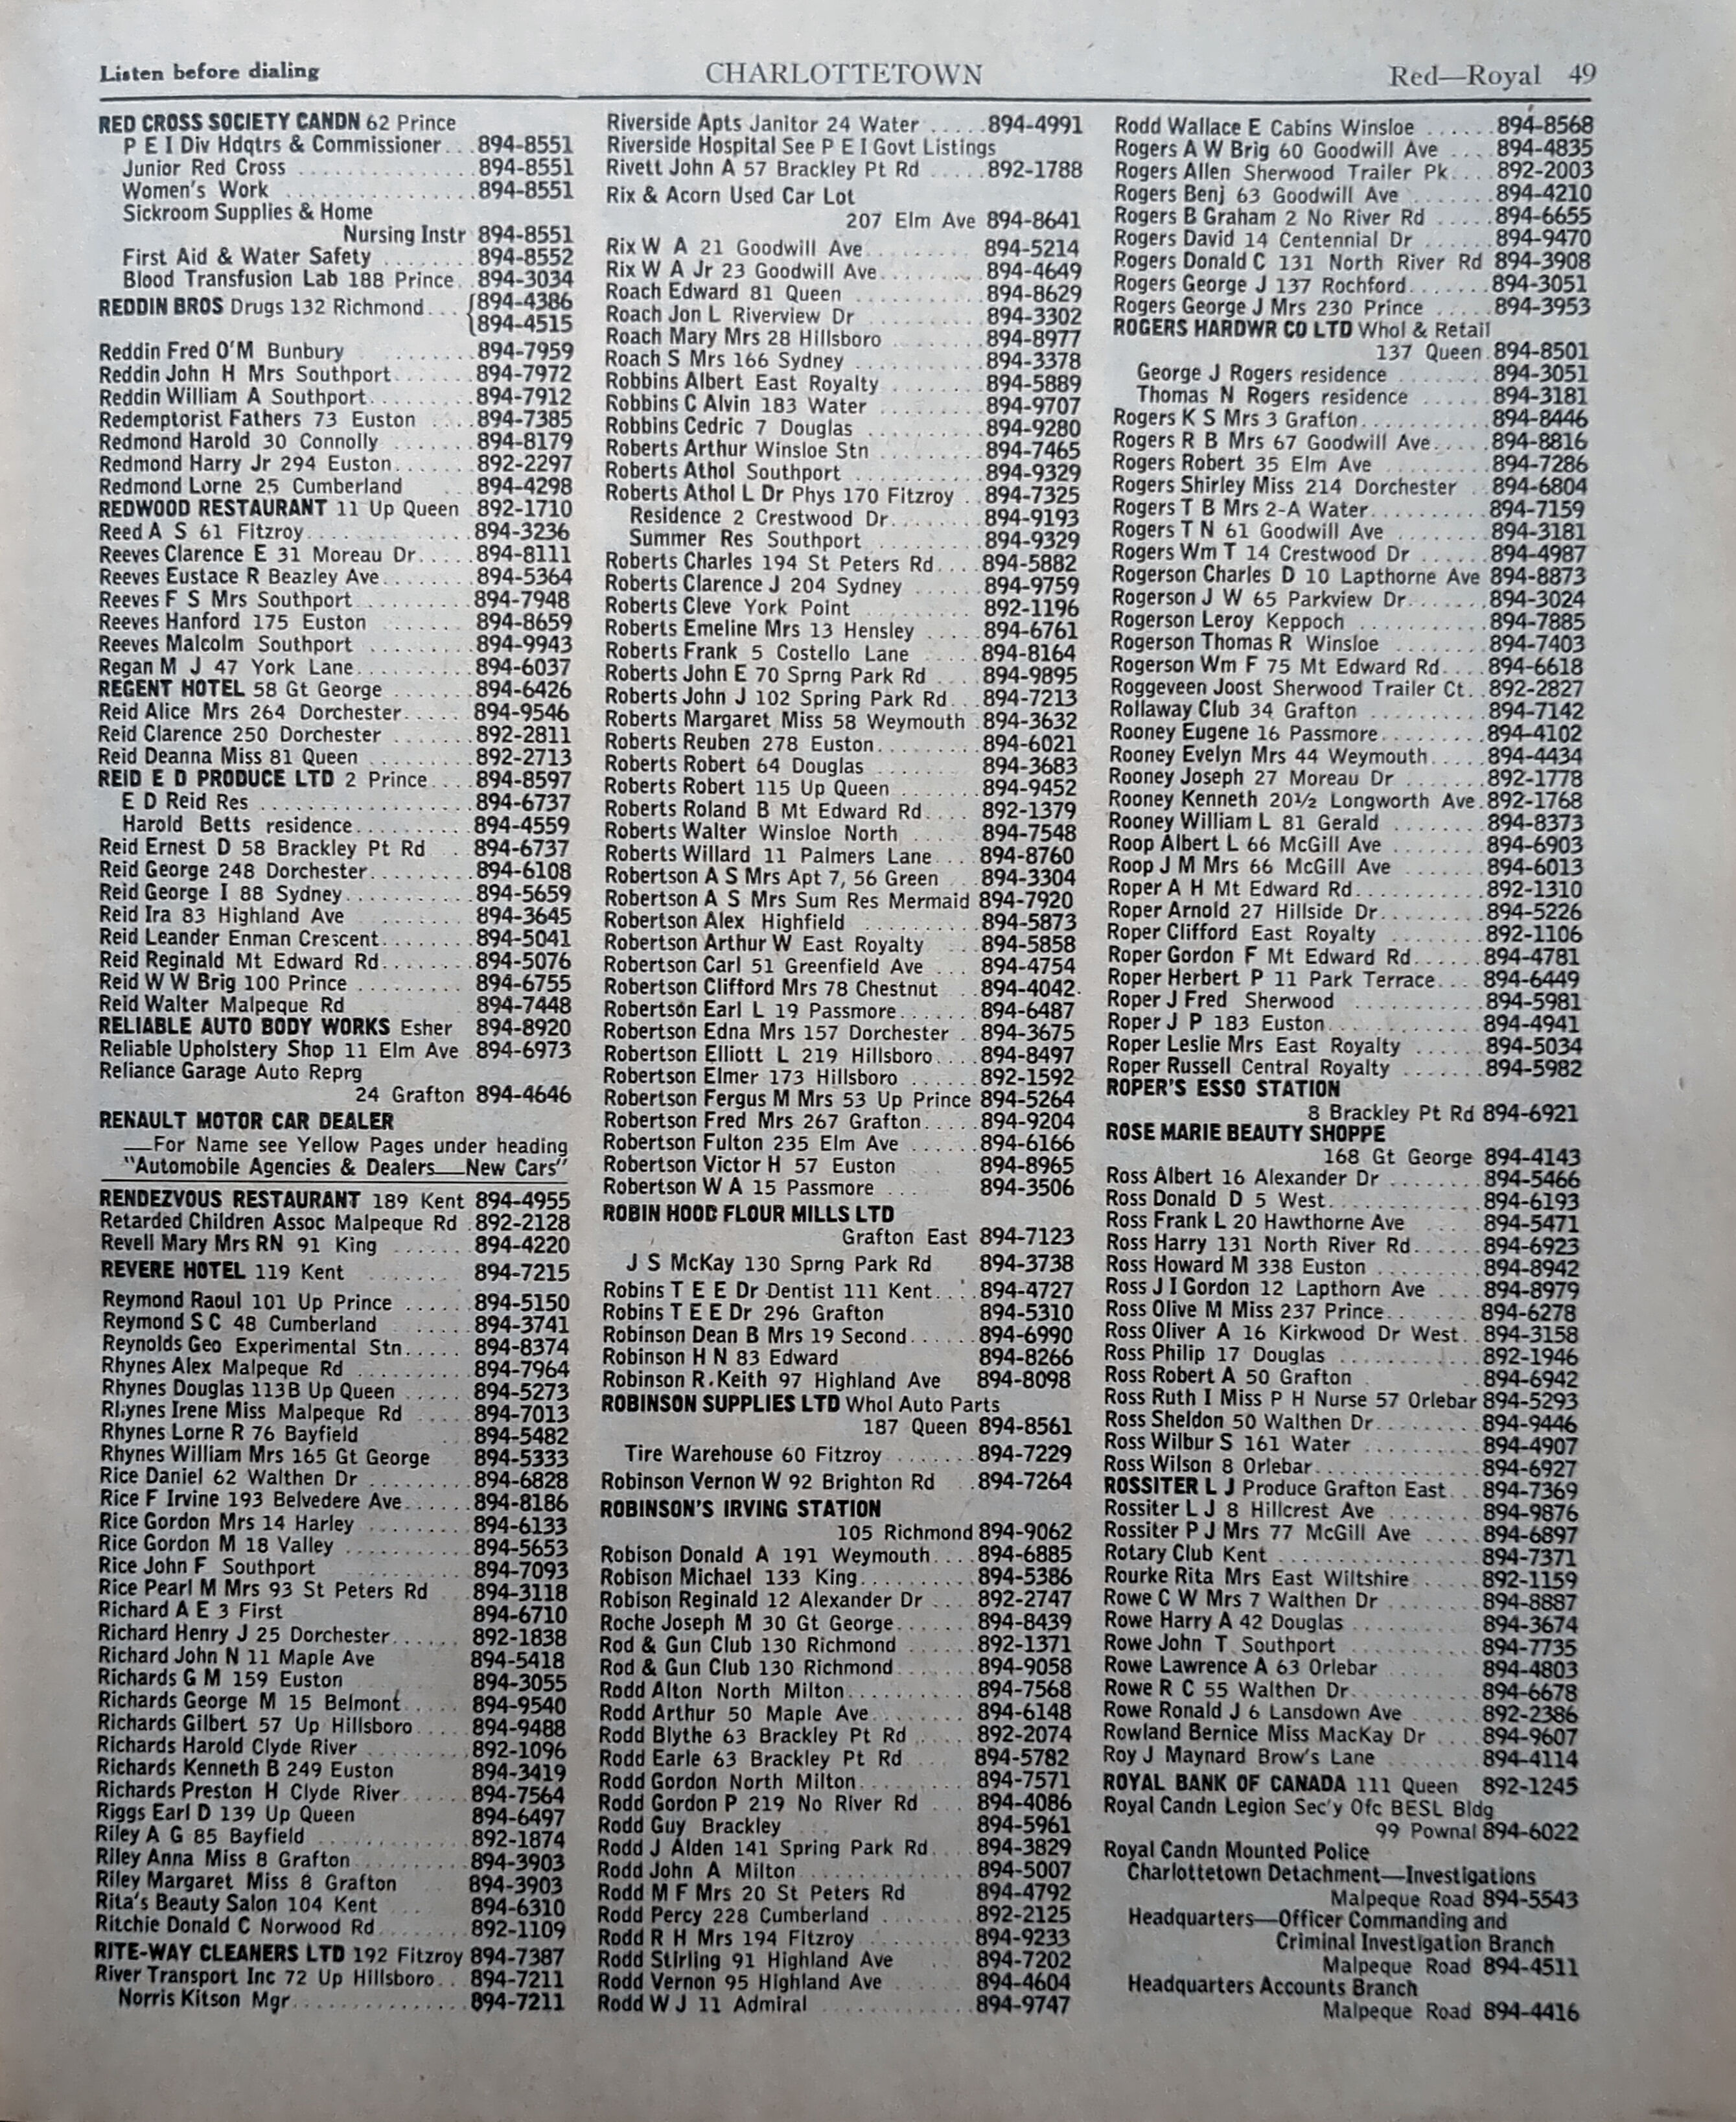 Listen before dialing CHARLOTTETOWN Red—Royal 49
RED CROSS SOCIETY CANDN 62 Prince
P E I Div Hdqtrs & Commissioner . . 894-8551
Junior Red Cross . . . 894-8551
Women's Work . . . 894-8551
Sickroom Supplies & Home
Nursing Instr 894-8551
First Aid & Water Safety . . . 894-8552
Blood Transfusion Lab 188 Prince . 894-3034
REDDIN BROS Drugs 132 Richmond . . . {894-4386
{894-4515
Reddin Fred O'M Bunbury . . . 894-7959
Reddin John H Mrs Southport . . . 894-7972
Reddin William A Southport . . . 894-7912
Redemptorist Fathers 73 Euston . . . 894-7385
Redmond Harold 30 Connolly . . . 894-8179
Redmond Harry Jr 294 Euston . . . 892-2297
Redmond Lorne 25 Cumberland . . . 894-4298
REDWOOD RESTAURANT 11 Up Queen . 892-1710
Reed A S 61 Fitzroy . . . 894-3236
Reeves Clarence E 31 Moreau Dr . . . 894-8111
Reeves Eustace R Beazley Ave . . . 894-5364
Reeves F S Mrs Southport . . . 894-7948
Reeves Hanford 175 Euston . . . 894-8659
Reeves Malcolm Southport . . . 894-9943
Regan M J 47 York Lane . . . 894-6037
REGENT HOTEL 58 Gt George . . . 894-6426
Reid Alice Mrs 264 Dorchester . . . 894-9546
Reid Clarence 250 Dorchester . . . 892-2811
Reid Deanna Miss 81 Queen . . . 892-2713
REID E D PRODUCE LTD 2 Prince . . . 894-8597
E D Reid Res . . . 894-6737
Harold Betts residence . . . 894-4559
Reid Ernest D 58 Brackley Pt Rd . . 894-6737
Reid George 248 Dorchester . . . 894-6108
Reid George I 88 Sydney . . . 894-5659
Reid Ira 83 Highland Ave . . . 894-3645
Reid Leander Enman Crescent . . . 894-5041
Reid Reginald Mt Edward Rd . . . 894-5076
Reid W W Brig 100 Prince . . . 894-6755
Reid Walter Malpeque Rd . . . 894-7448
RELIABLE AUTO BODY WORKS Esher 894-8920
Reliable Upholstery Shop 11 Elm Ave . 894-6973
Reliance Garage Auto Reprg
24 Grafton 894-4646
RENAULT MOTOR CAR DEALER
—For Name see Yellow Pages under heading
"Automobile Agencies & Dealers—New Cars"
RENDEZVOUS RESTAURANT 189 Kent 894-4955
Retarded Children Assoc Malpeque Rd . 892-2128
Revell Mary Mrs RN 91 King . . . 894-4220
REVERE HOTEL 119 Kent . . . 894-7215
Reymond Raoul 101 Up Prince . . . 894-5150
Reymond S C 48 Cumberland . . . 894-3741
Reynolds Geo Experimental Stn . . . 894-8374
Rhynes Alex Malpeque Rd . . . 894-7964
Rhynes Douglas 113B Up Queen . . . 894-5273
Rhynes Irene Miss Malpeque Rd . . . 894-7013
Rhynes Lorne R 76 Bayfield . . . 894-5482
Rhynes William Mrs 165 Gt George 894-5333
Rice Daniel 62 Walthen Dr . . . 894-6828
Rice F Irvine 193 Belvedere Ave . . . 894-8186
Rice Gordon Mrs 14 Harley . . . 894-6133
Rice Gordon M 18 Valley . . . 894-5653
Rice John F Southport . . . 894-7093
Rice Pearl M Mrs 93 St Peters Rd . . 894-3118
Richard A E 3 First . . . 894-6710
Richard Henry J 25 Dorchester . . . 892-1838
Richard John N 11 Maple Ave . . . 894-5418
Richards G M 159 Euston . . . 894-3055
Richards George M 15 Belmont . . . 894-9540
Richards Gilbert 57 Up Hillsboro . . . 894-9488
Richards Harold Clyde River . . . 892-1096
Richards Kenneth B 249 Euston . . . 894-3419
Richards Preston H Clyde River . . . 894-7564
Riggs Earl D 139 Up Queen . . . 894-6497
Riley A G 85 Bayfield . . . 892-1874
Riley Anna Miss 8 Grafton . . . 894-3903
Riley Margaret Miss 8 Grafton . . . 894-3903
Rita's Beauty Salon 104 Kent . . . 894-6310
Ritchie Donald C Norwood Rd . . . 892-1109
RITE-WAY CLEANERS LTD 192 Fitzroy 894-7387
River Transport Inc 72 Up Hillsboro . . 894-7211
Norris Kitson Mgr . . . 894-7211
Riverside Apts Janitor 24 Water . . . 894-4991
Riverside Hospital See P E I Govt Listings
Rivett John A 57 Brackley Pt Rd . . . 892-1788
Rix & Acorn Used Car Lot
207 Elm Ave 894-8641
Rix W A 21 Goodwill Ave . . . 894-5214
Rix W A Jr 23 Goodwill Ave . . . 894-4649
Roach Edward 81 Queen . . . 894-8629
Roach Jon L Riverview Dr . . . 894-3302
Roach Mary Mrs 28 Hillsboro . . . 894-8977
Roach S Mrs 166 Sydney . . . 894-3378
Robbins Albert East Royalty . . . 894-5889
Robbins C Alvin 183 Water . . . 894-9707
Robbins Cedric 7 Douglas . . . 894-9280
Roberts Arthur Winsloe Stn . . . 894-7465
Roberts Athol Southport . . . 894-9329
Roberts Athol L Dr Phys 170 Fitzroy . . 894-7325
Residence 2 Crestwood Dr . . . 894-9193
Summer Res Southport . . . 894-9329
Roberts Charles 194 St Peters Rd . . . 894-5882
Roberts Clarence J 204 Sydney . . . 894-9759
Roberts Cleve York Point . . . 892-1196
Roberts Emeline Mrs 13 Hensley . . . 894-6761
Roberts Frank 5 Costello Lane . . . 894-8164
Roberts John E 70 Sprng Park Rd . . . 894-9895
Roberts John J 102 Spring Park Rd . . . 894-7213
Roberts Margaret Miss 58 Weymouth . 894-3632
Roberts Reuben 278 Euston . . . 894-6021
Roberts Robert 64 Douglas . . . 894-3683
Roberts Robert 115 Up Queen . . . 894-9452
Roberts Roland B Mt Edward Rd . . . 892-1379
Roberts Walter Winsloe North . . . 894-7548
Roberts Willard 11 Palmers Lane . . . 894-8760
Robertson A S Mrs Apt 7, 56 Green . . . 894-3304
Robertson A S Mrs Sum Res Mermaid 894-7920
Robertson Alex Highfield . . . 894-5873
Robertson Arthur W East Royalty . . . 894-5858
Robertson Carl 51 Greenfield Ave . . . 894-4754
Robertson Clifford Mrs 78 Chestnut . . 894-4042
Robertson Earl L 19 Passmore . . . 894-6487
Robertson Edna Mrs 157 Dorchester . . 894-3675
Robertson Elliott L 219 Hillsboro . . . 894-8497
Robertson Elmer 173 Hillsboro . . . 892-1592
Robertson Fergus M Mrs 53 Up Prince 894-5264
Robertson Fred Mrs 267 Grafton . . . 894-9204
Robertson Fulton 235 Elm Ave . . . 894-6166
Robertson Victor H 57 Euston . . . 894-8965
Robertson W A 15 Passmore . . . 894-3506
ROBIN HOOD FLOUR MILLS LTD
Grafton East 894-7123
J S McKay 130 Sprng Park Rd 894-3738
Robins T E E Dr Dentist 111 Kent . . . 894-4727
Robins T E E Dr 296 Grafton 894-5310
Robinson Dean B Mrs 19 Second . . . 894-6990
Robinson H N 83 Edward . . . 894-8266
Robinson R Keith 97 Highland Ave 894-8098
ROBINSON SUPPLIES LTD Whol Auto Parts
187 Queen 894-8561
Tire Warehouse 60 Fitzroy . . . 894-7229
Robinson Vernon W 92 Brighton Rd . 894-7264
ROBINSON'S IRVING STATION
105 Richmond 894-9062
Robison Donald A 191 Weymouth . . . 894-6885
Robison Michael 133 King . . . 894-5386
Robison Reginald 12 Alexander Dr . . . 892-2747
Roche Joseph M 30 Gt George . . . 894-8439
Rod & Gun Club 130 Richmond . . . 892-1371
Rod & Gun Club 130 Richmond . . . 894-9058
Rodd Alton North Milton . . . 894-7568
Rodd Arthur 50 Maple Ave . . . 894-6148
Rodd Blythe 63 Brackley Pt Rd . . . 892-2074
Rodd Earle 63 Brackley Pt Rd . . . 894-5782
Rodd Gordon North Milton . . . 894-7571
Rodd Gordon P 219 No River Rd . . . 894-4086
Rodd Guy Brackley . . . 894-5961
Rodd J Alden 141 Spring Park Rd . . . 894-3829
Rodd John A Milton . . . 894-5007
Rodd M F Mrs 20 St Peters Rd 894-4792
Rodd Percy 228 Cumberland . . . 892-2125
Rodd R H Mrs 194 Fitzroy . . . 894-9233
Rodd Stirling 91 Highland Ave . . . 894-7202
Rodd Vernon 95 Highland Ave . . . 894-4604
Rodd W J 11 Admiral . . . 894-9747
Rodd Wallace E Cabins Winsloe . . . 894-8568
Rogers A W Brig 60 Goodwill Ave . . . 894-4835
Rogers Allen Sherwood Trailer Pk . . . 892-2003
Rogers Benj 63 Goodwill Ave . . . 894-4210
Rogers B Graham 2 No River Rd . . . 894-6655
Rogers David 14 Centennial Dr . . . 894-9470
Rogers Donald C 131 North River Rd 894-3908
Rogers George J 137 Rochford . . . 894-3051
Rogers George J Mrs 230 Prince . . . 894-3953
ROGERS HARDWR CO LTD Whol & Retail
137 Queen 894-8501
George J Rogers residence . . . 894-3051
Thomas N Rogers residence . . . 894-3181
Rogers K S Mrs 3 Grafton . . . 894-8446
Rogers R B Mrs 67 Goodwill Ave . . . 894-8816
Rogers Robert 35 Elm Ave . . . 894-7286
Rogers Shirley Miss 214 Dorchester . . 894-6804
Rogers T B Mrs 2-A Water . . . 894-7159
Rogers T N 61 Goodwill Ave . . . 894-3181
Rogers Wm T 14 Crestwood Dr . . . 894-4987
Rogerson Charles D 10 Lapthorne Ave 894-8873
Rogerson J W 65 Parkview Dr . . . 894-3024
Rogerson Leroy Keppoch . . . 894-7885
Rogerson Thomas R Winsloe . . . 894-7403
Rogerson Wm F 75 Mt Edward Rd . . . 894-6618
Roggeveen Joost Sherwood Trailer Ct . . 892-2827
Rollaway Club 34 Grafton . . . 894-7142
Rooney Eugene 16 Passmore . . . 894-4102
Rooney Evelyn Mrs 44 Weymouth . . . 894-4434
Rooney Joseph 27 Moreau Dr . . . 892-1778
Rooney Kenneth 20½ Longworth Ave . 892-1768
Rooney William L 81 Gerald . . . 894-8373
Roop Albert L 66 McGill Ave . . . 894-6903
Roop J M Mrs 66 McGill Ave . . . 894-6013
Roper A H Mt Edward Rd . . . 892-1310
Roper Arnold 27 Hillside Dr . . . 894-5226
Roper Clifford East Royalty . . . 892-1106
Roper Gordon F Mt Edward Rd . . . 894-4781
Roper Herbert P 11 Park Terrace . . . 894-6449
Roper J Fred Sherwood . . . 894-5981
Roper J P 183 Euston . . . 894-4941
Roper Leslie Mrs East Royalty . . . 894-5034
Roper Russell Central Royalty . . . 894-5982
ROPER'S ESSO STATION
8 Brackley Pt Rd 894-6921
ROSE MARIE BEAUTY SHOPPE
168 Gt George 894-4143
Ross Albert 16 Alexander Dr . . . 894-5466
Ross Donald D 5 West . . . 894-6193
Ross Frank L 20 Hawthorne Ave . . . 894-5471
Ross Harry 131 North River Rd . . . 894-6923
Ross Howard M 338 Euston . . . 894-8942
Ross J I Gordon 12 Lapthorn Ave . . . 894-8979
Ross Olive M Miss 237 Prince . . . 894-6278
Ross Oliver A 16 Kirkwood Dr West . . 894-3158
Ross Philip 17 Douglas . . . 892-1946
Ross Robert A 50 Grafton . . . 894-6942
Ross Ruth I Miss P H Nurse 57 Orlebar 894-5293
Ross Sheldon 50 Walthen Dr . . . 894-9446
Ross Wilbur S 161 Water . . . 894-4907
Ross Wilson 8 Orlebar . . . 894-6927
ROSSITER L J Produce Grafton East . . . 894-7369
Rossiter L J 8 Hillcrest Ave . . . 894-9876
Rossiter P J Mrs 77 McGill Ave . . . 894-6897
Rotary Club Kent . . . 894-7371
Rourke Rita Mrs East Wiltshire . . . 892-1159
Rowe C W Mrs 7 Walthen Dr . . . 894-8887
Rowe Harry A 42 Douglas . . . 894-3674
Rowe John T Southport . . . 894-7735
Rowe Lawrence A 63 Orlebar . . . 894-4803
Rowe R C 55 Walthen Dr . . . 894-6678
Rowe Ronald J 6 Lansdown Ave . . . 892-2386
Rowland Bernice Miss MacKay Dr . . . 894-9607
Roy J Maynard Brow's Lane . . . 894-4114
ROYAL BANK OF CANADA 111 Queen 892-1245
Royal Candn Legion Sec'y Ofc BESL Bldg
99 Pownal 894-6022
Royal Candn Mounted Police
Charlottetown Detachment—Investigations
Malpeque Road 894-5543
Headquarters—Officer Commanding and
Criminal Investigation Branch
Malpeque Road 894-4511
Headquarters Accounts Branch
Malpeque Road 894-4416